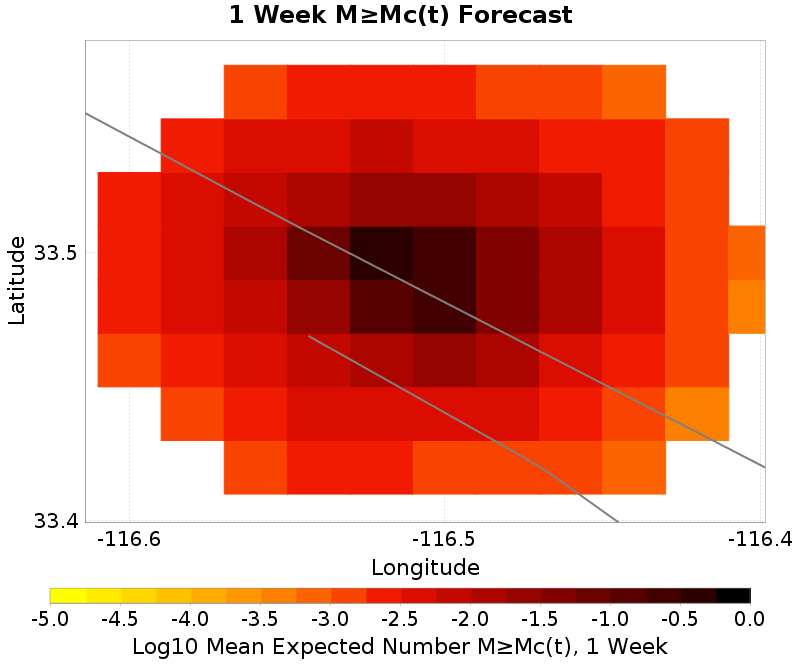 1 Week M≥Mc(t) Forecast
Latitude
33.5
33.4
-116.6 -116.5 -116.4
Longitude
-5.0 -4.5 -4.0 -3.5 -3.0 -2.5 -2.0 -1.5 -1.0 -0.5 0.0
Log10 Mean Expected Number M≥Mc(t), 1 Week